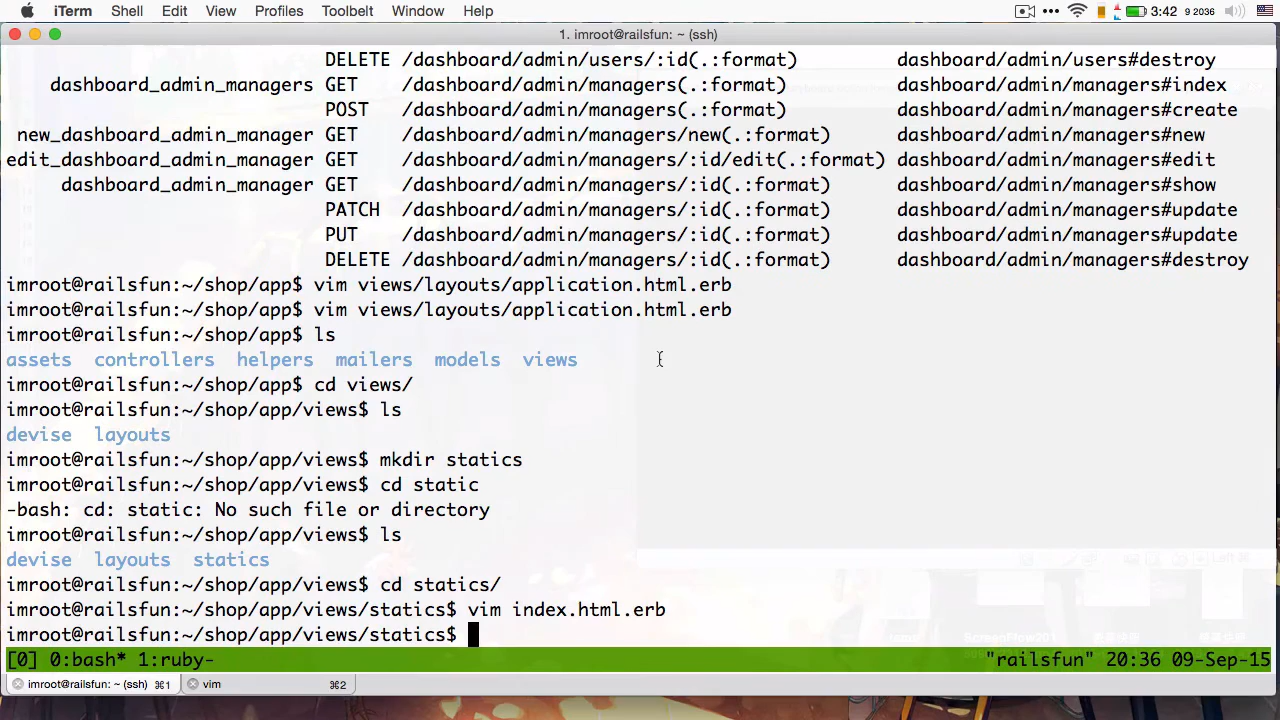 iTerm Shell Edit View Profiles Toolbelt Window Help 3:42 9 2036
1. imroot@railsfun: ~ (ssh)
DELETE /dashboard/admin/users/:id(.:format) dashboard/admin/users#destroy
dashboard_admin_managers GET /dashboard/admin/managers(.:format) dashboard/admin/managers#index
POST /dashboard/admin/managers(.:format) dashboard/admin/managers#create
new_dashboard_admin_manager GET /dashboard/admin/managers/new(.:format) dashboard/admin/managers#new
edit_dashboard_admin_manager GET /dashboard/admin/managers/:id/edit(.:format) dashboard/admin/managers#edit
dashboard_admin_manager GET /dashboard/admin/managers/:id(.:format) dashboard/admin/managers#show
PATCH /dashboard/admin/managers/:id(.:format) dashboard/admin/managers#update
PUT /dashboard/admin/managers/:id(.:format) dashboard/admin/managers#update
DELETE /dashboard/admin/managers/:id(.:format) dashboard/admin/managers#destroy
imroot@railsfun:~/shop/app$ vim views/layouts/application.html.erb
imroot@railsfun:~/shop/app$ vim views/layouts/application.html.erb
imroot@railsfun:~/shop/app$ ls
assets controllers helpers mailers models views
imroot@railsfun:~/shop/app$ cd views/
imroot@railsfun:~/shop/app/views$ ls
devise layouts
imroot@railsfun:~/shop/app/views$ mkdir statics
imroot@railsfun:~/shop/app/views$ cd static
-bash: cd: static: No such file or directory
imroot@railsfun:~/shop/app/views$ ls
devise layouts statics
imroot@railsfun:~/shop/app/views$ cd statics/
imroot@railsfun:~/shop/app/views/statics$ vim index.html.erb
imroot@railsfun:~/shop/app/views/statics$
[0] 0:bash* 1:ruby- "railsfun" 20:36 09-Sep-15
imroot@railsfun: ~ (ssh) ⌘1 vim ⌘2